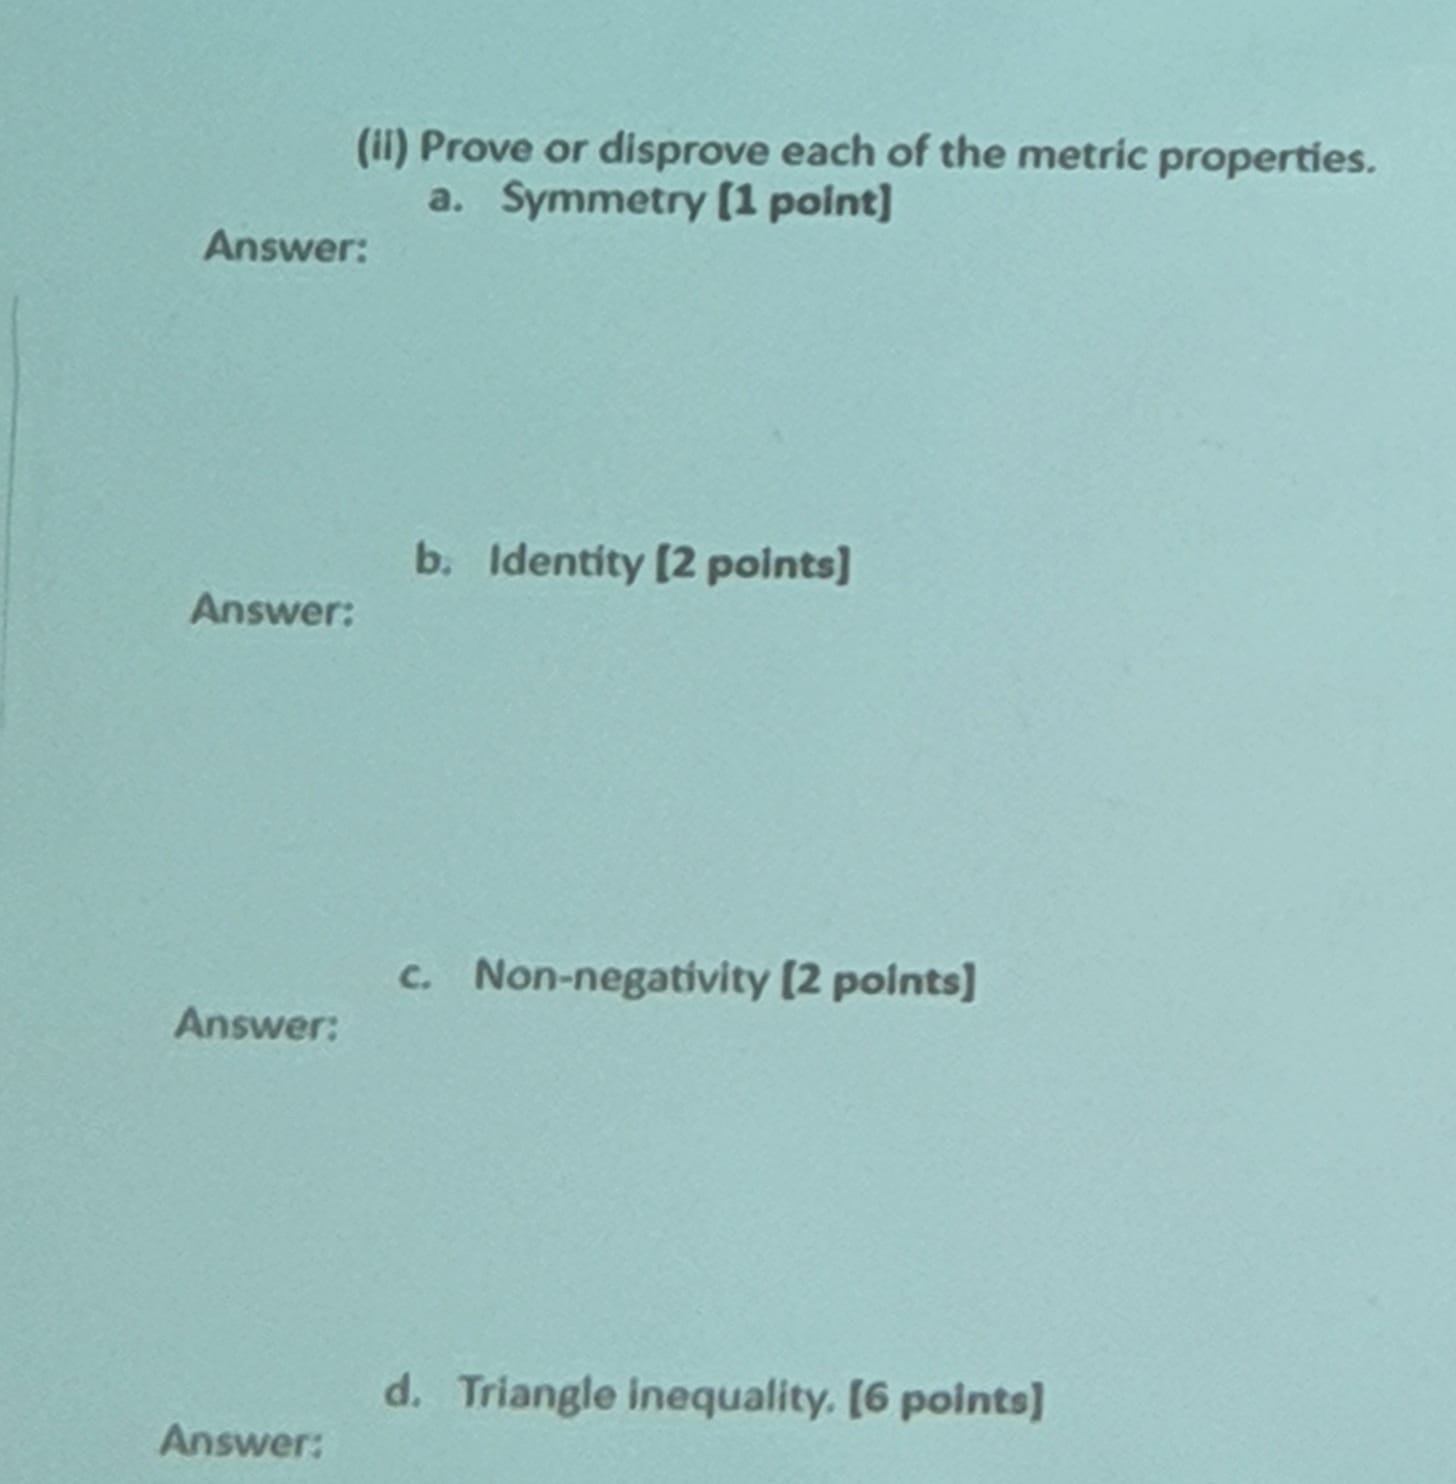 (ii) Prove or disprove each of the metric properties.
a. Symmetry [1 point]
Answer:
b. Identity [2 points]
Answer:
c. Non-negativity [2 points]
Answer:
d. Triangle inequality. [6 points]
Answer: